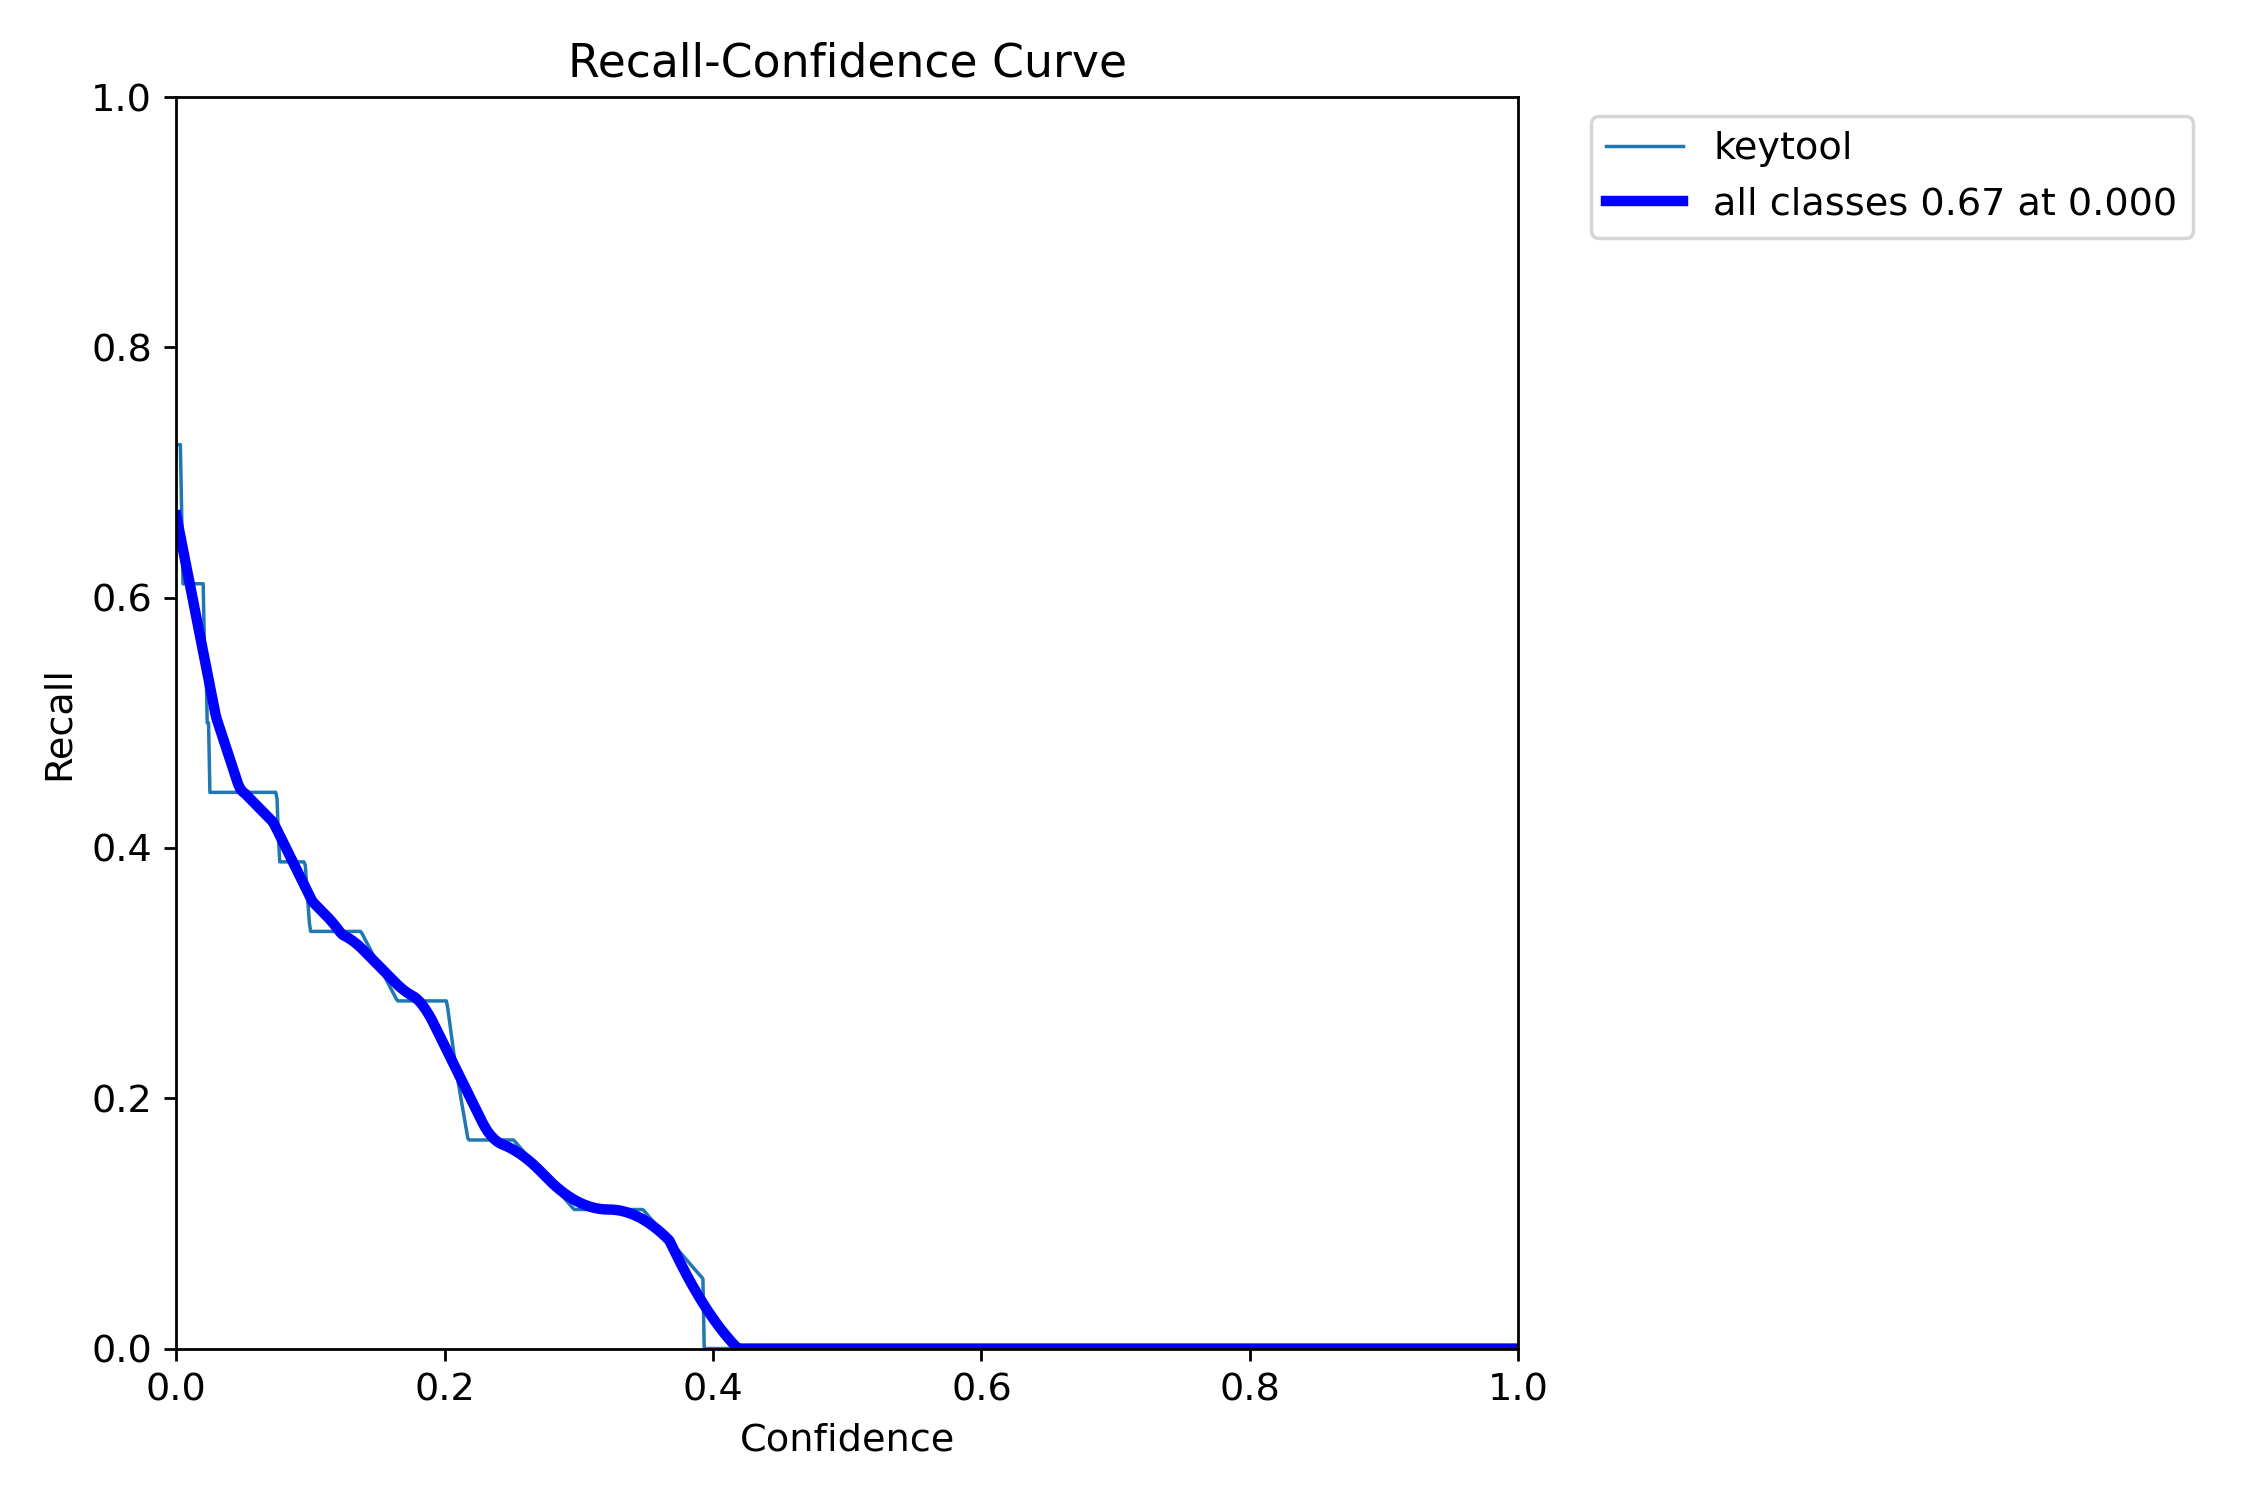 Recall-Confidence Curve
1.0
0.8
0.6
0.4
0.2
0.0
Recall
0.0 0.2 0.4 0.6 0.8 1.0
Confidence
keytool
all classes 0.67 at 0.000